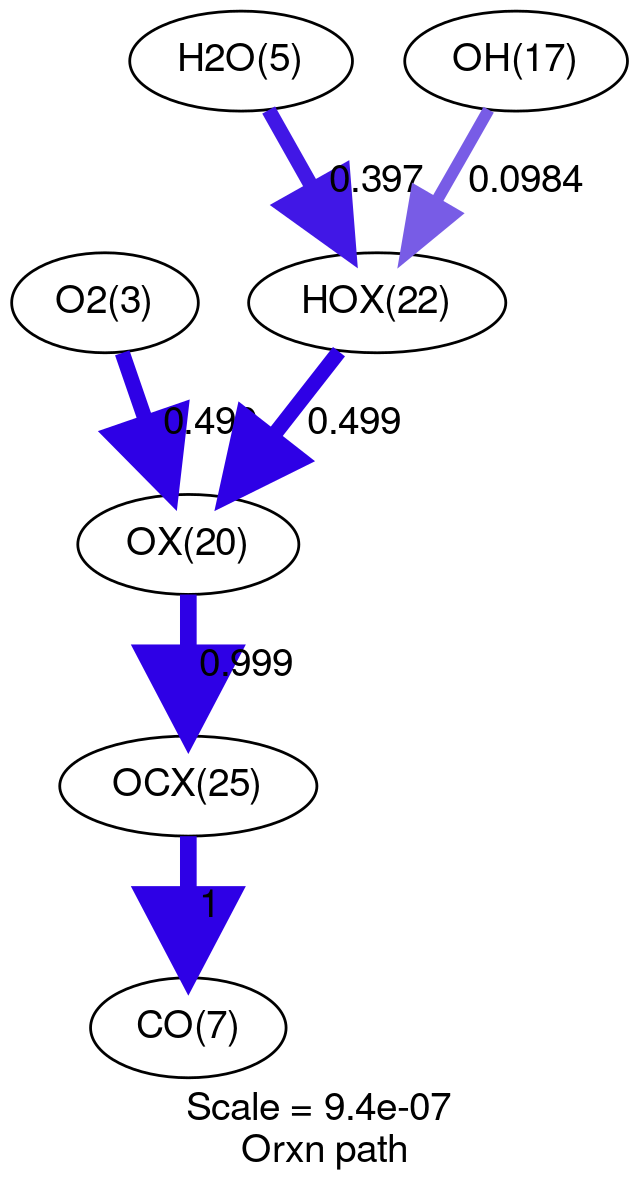 H2O(5)
OH(17)
0.397
0.0984
O2(3)
HOX(22)
0.499
OX(20)
0.999
OCX(25)
1
CO(7)
Scale = 9.4e-07
Orxn path